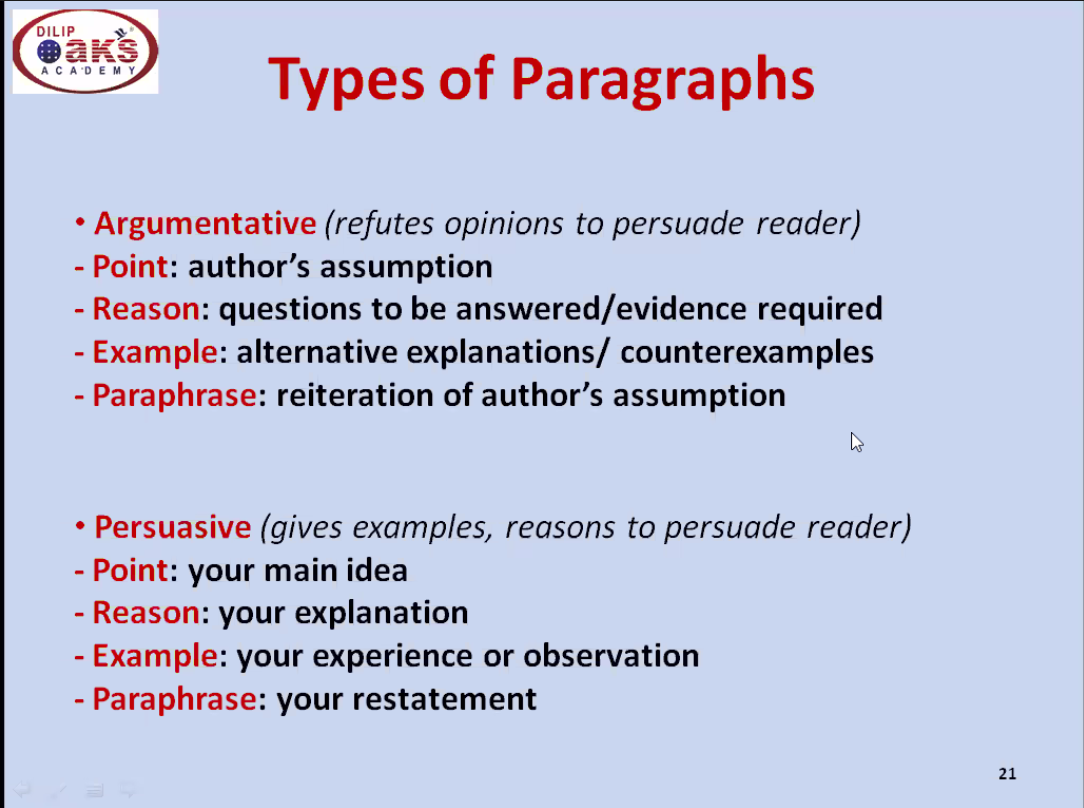 DILIP
OAKS
ACADEMY
Types of Paragraphs
• Argumentative (refutes opinions to persuade reader)
- Point: author’s assumption
- Reason: questions to be answered/evidence required
- Example: alternative explanations/ counterexamples
- Paraphrase: reiteration of author’s assumption
• Persuasive (gives examples, reasons to persuade reader)
- Point: your main idea
- Reason: your explanation
- Example: your experience or observation
- Paraphrase: your restatement
21